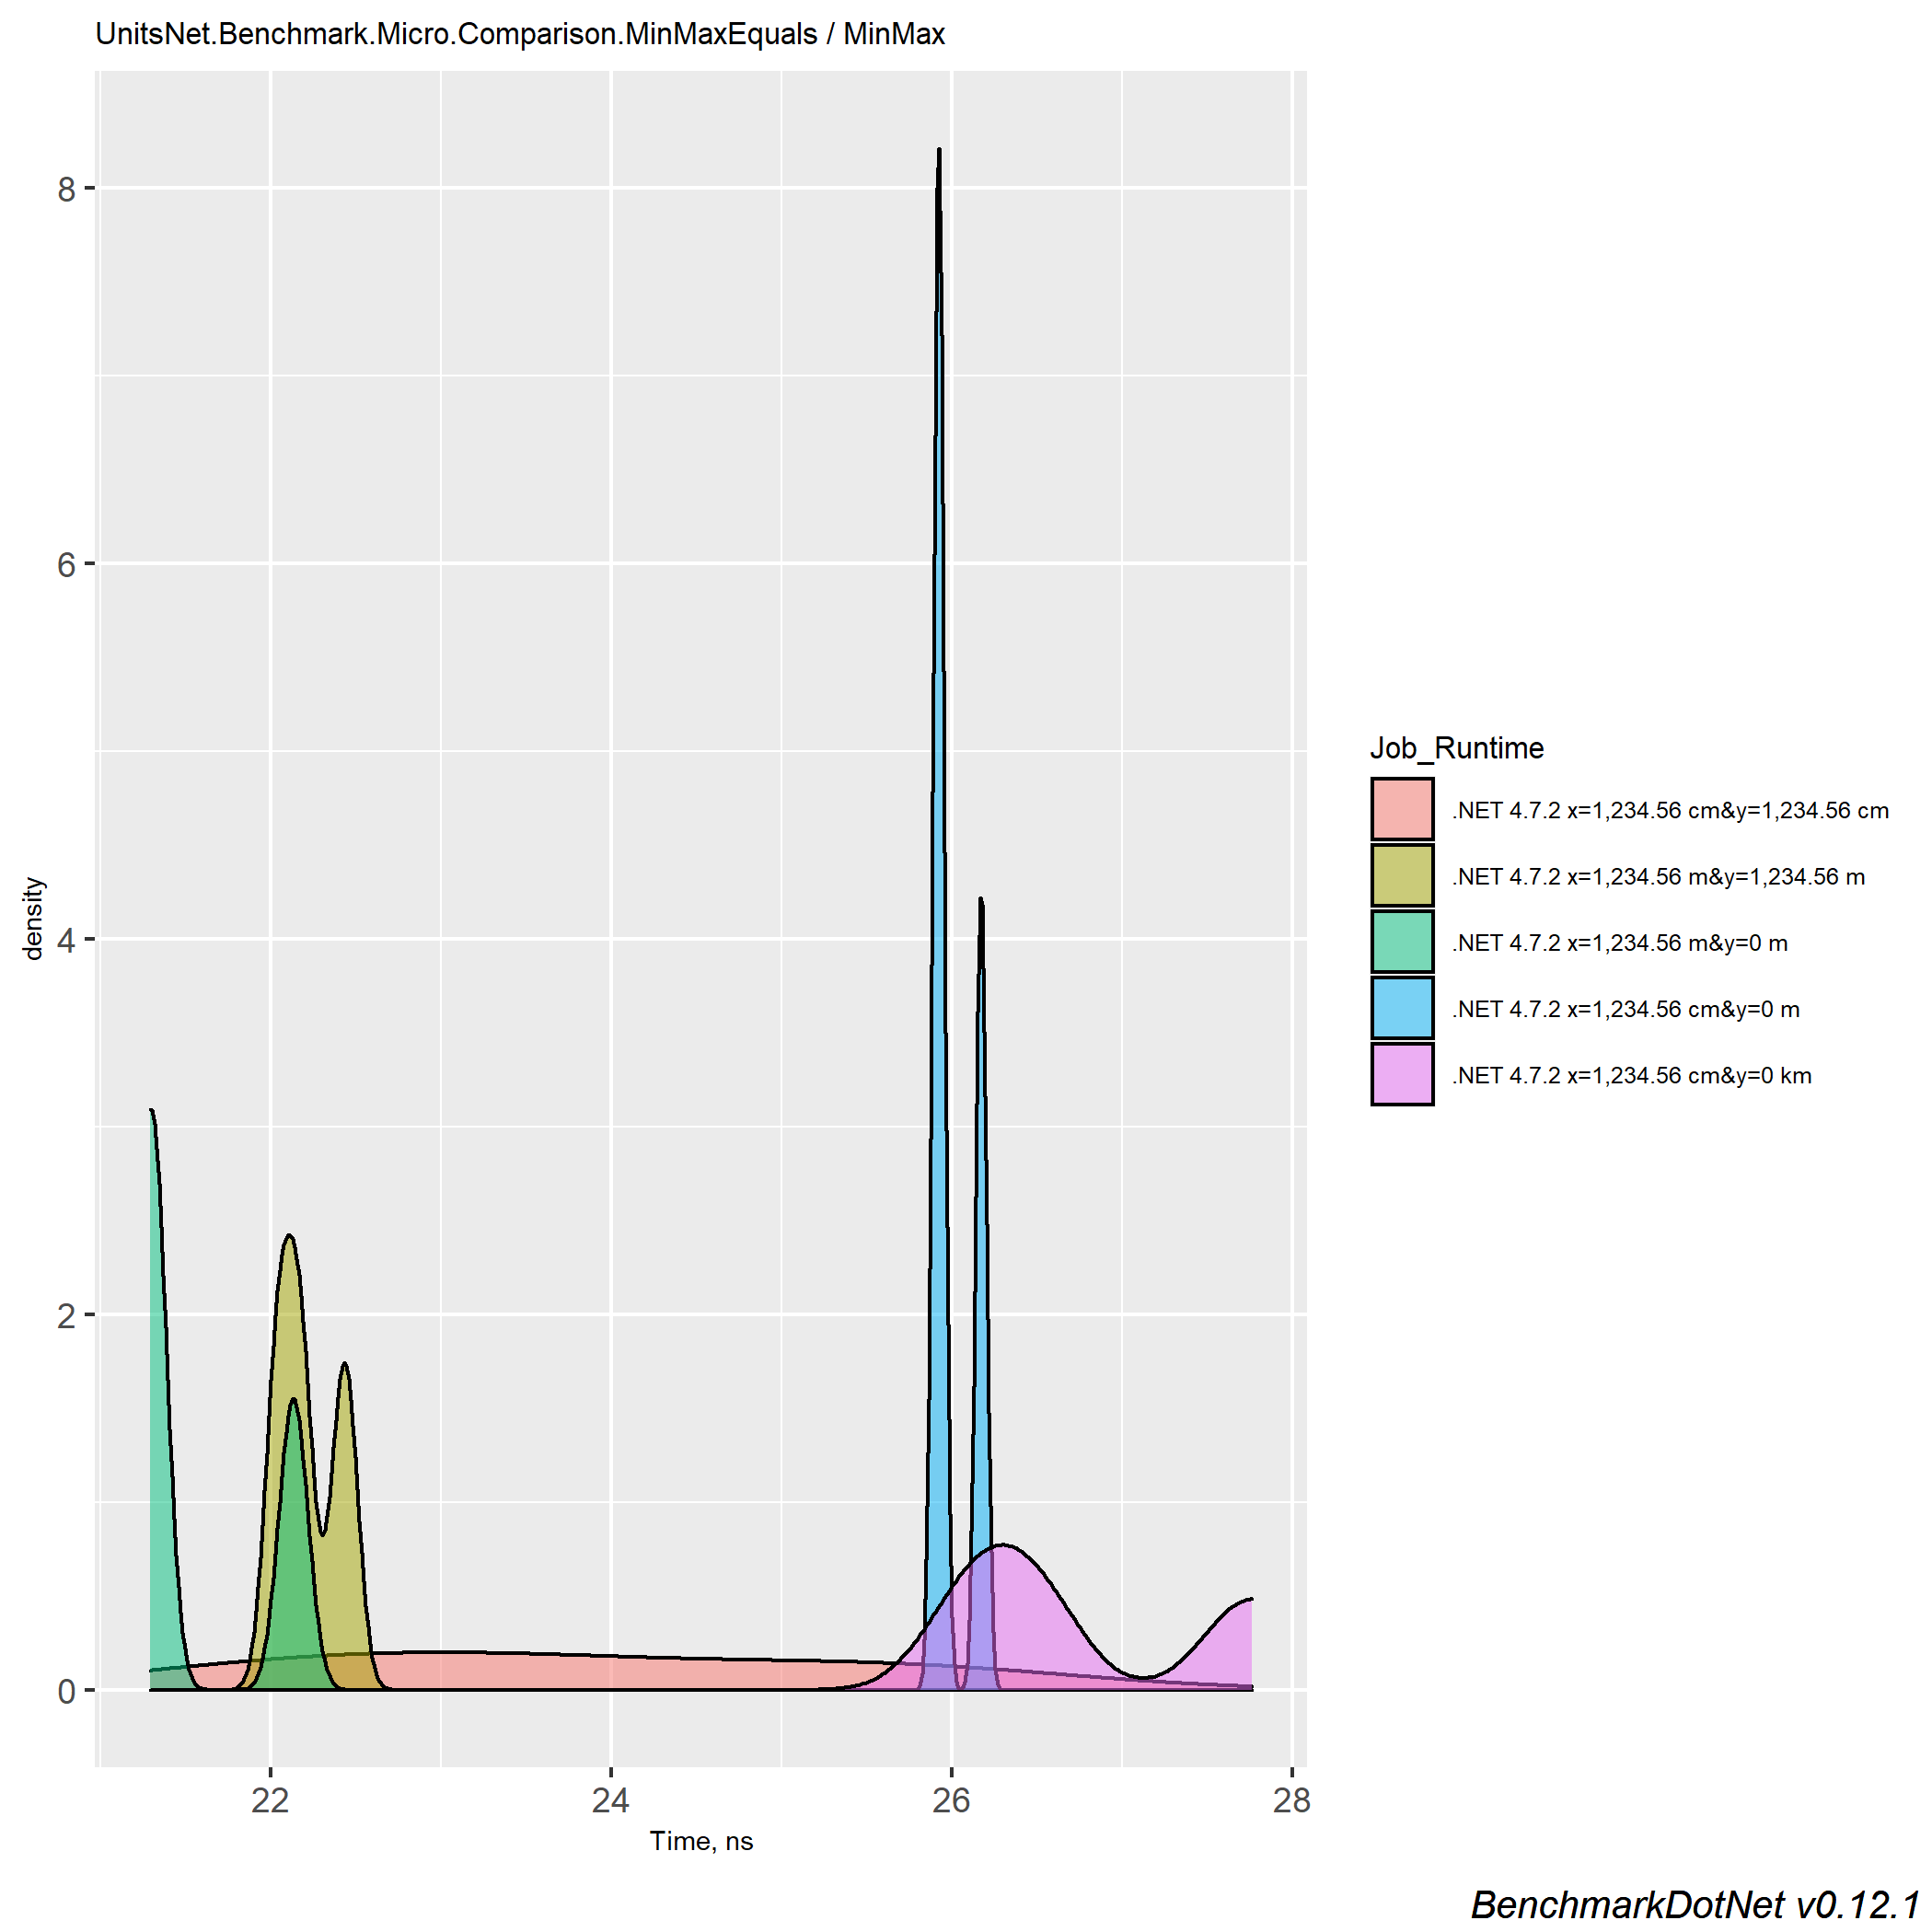 UnitsNet.Benchmark.Micro.Comparison.MinMaxEquals / MinMax
8
6
4
2
0
density
22 24 26 28
Time, ns
Job_Runtime
.NET 4.7.2 x=1,234.56 cm&y=1,234.56 cm
.NET 4.7.2 x=1,234.56 m&y=1,234.56 m
.NET 4.7.2 x=1,234.56 m&y=0 m
.NET 4.7.2 x=1,234.56 cm&y=0 m
.NET 4.7.2 x=1,234.56 cm&y=0 km
BenchmarkDotNet v0.12.1